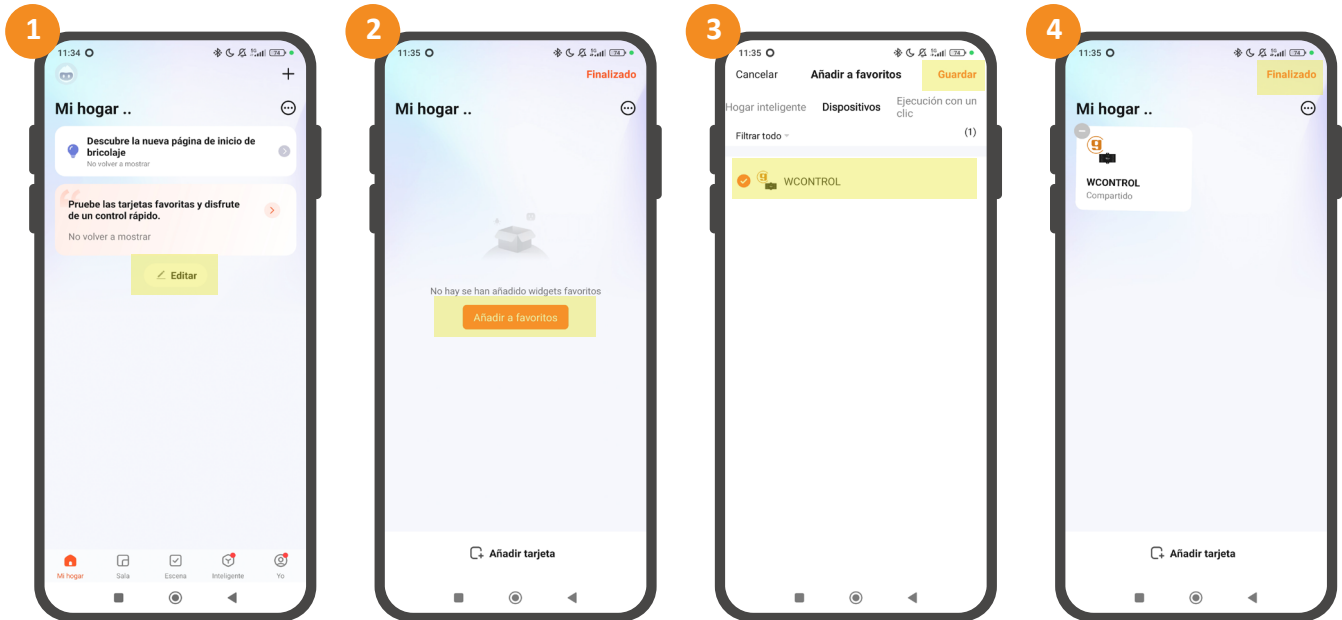 1
11:34
74
Mi hogar ..
Descubre la nueva página de inicio de
bricolaje
No volver a mostrar
Pruebe las tarjetas favoritas y disfrute
de un control rápido.
No volver a mostrar
Editar
Mi hogar
Sala
Escena
Inteligente
Yo
2
11:35
74
Finalizado
Mi hogar ..
No hay se han añadido widgets favoritos
Añadir a favoritos
Añadir tarjeta
3
11:35
74
Cancelar
Añadir a favoritos
Guardar
Hogar inteligente
Dispositivos
Ejecución con un
clic
Filtrar todo
(1)
WCONTROL
4
11:35
74
Finalizado
Mi hogar ..
WCONTROL
Compartido
Añadir tarjeta